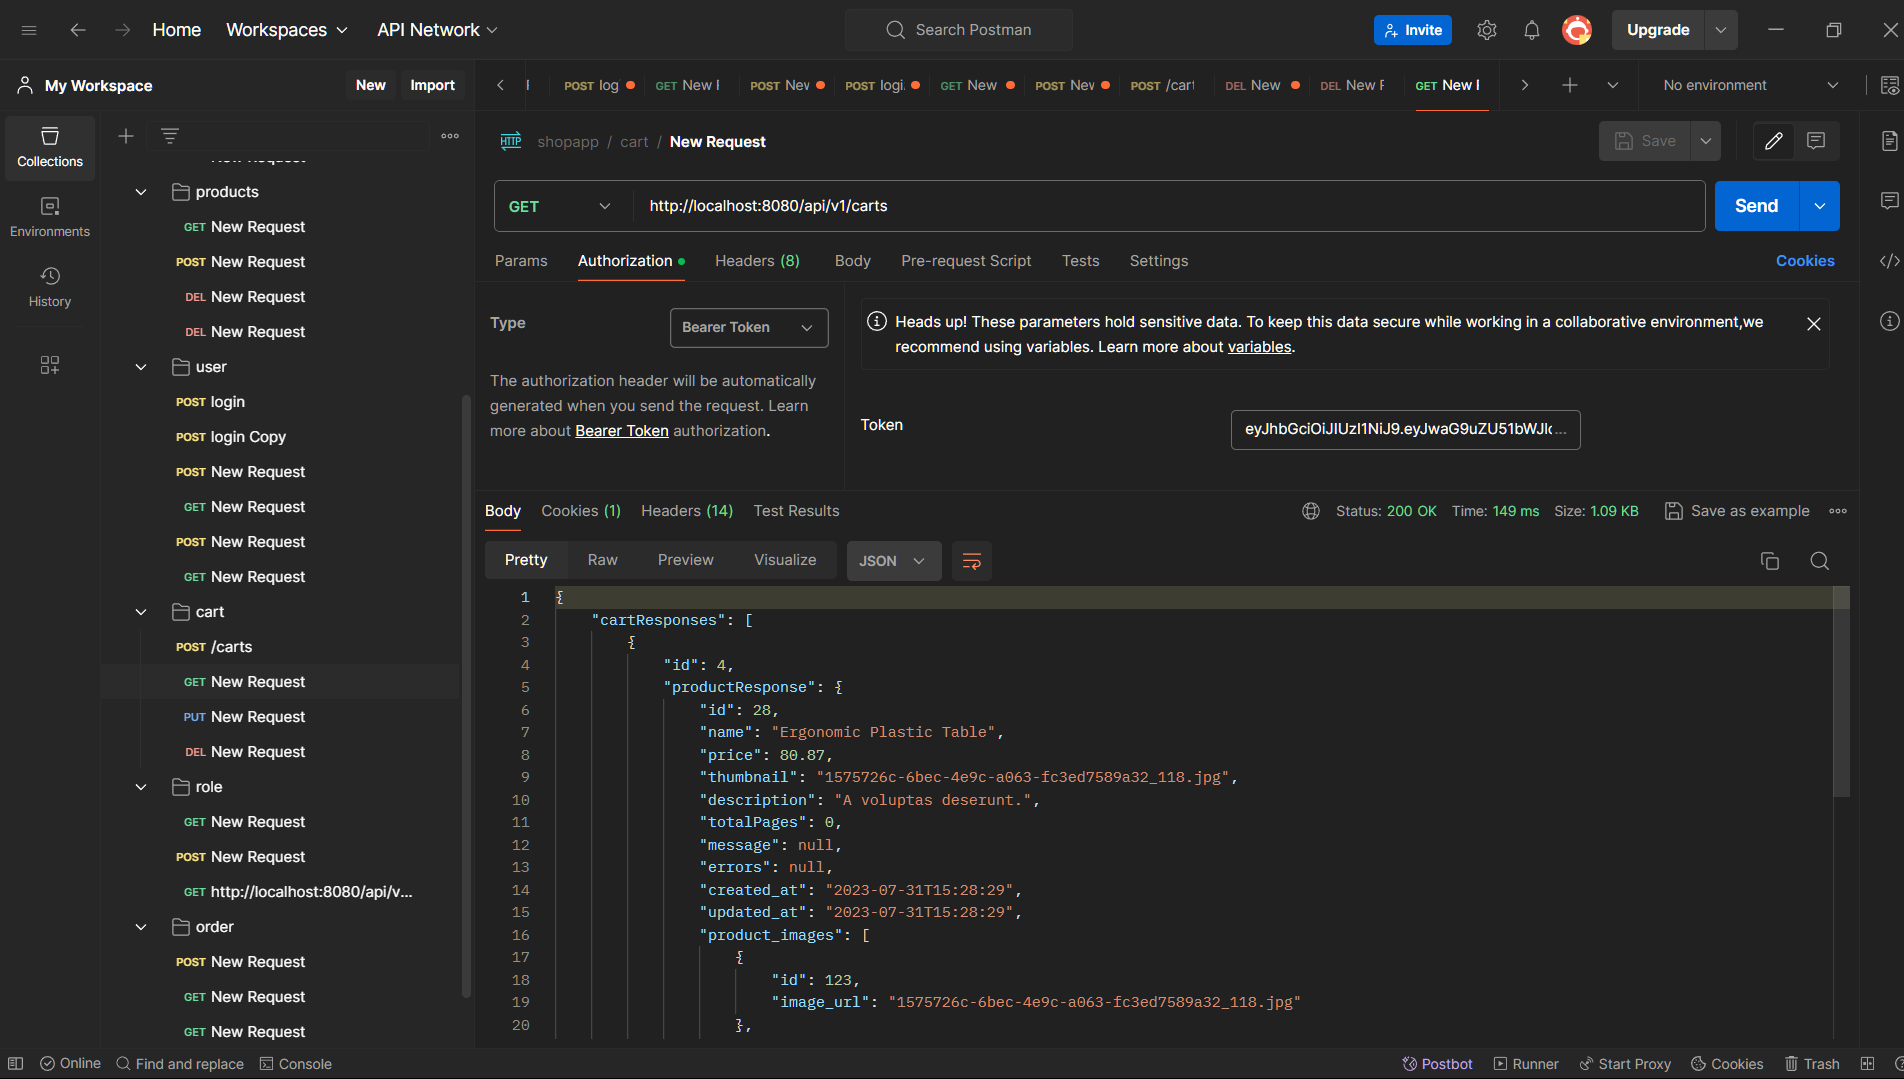 Home Workspaces API Network Search Postman Invite Upgrade
My Workspace New Import
POST log GET New POST Nev POST logi. GET New POST Nev POST /cart DEL New DEL New GET New No environment
Collections
Environments
History
products
GET New Request
POST New Request
DEL New Request
DEL New Request
user
POST login
POST login Copy
POST New Request
GET New Request
POST New Request
GET New Request
cart
POST /carts
GET New Request
PUT New Request
DEL New Request
role
GET New Request
POST New Request
GET http://localhost:8080/api/v...
order
POST New Request
GET New Request
GET New Request
HTTP shopapp / cart / New Request Save
GET http://localhost:8080/api/v1/carts Send
Params Authorization Headers (8) Body Pre-request Script Tests Settings Cookies
Type Bearer Token
The authorization header will be automatically
generated when you send the request. Learn
more about Bearer Token authorization.
Heads up! These parameters hold sensitive data. To keep this data secure while working in a collaborative environment,we
recommend using variables. Learn more about variables.
Token eyJhbGciOiJIUzI1NiJ9.eyJwaG9uZU51bWJlc...
Body Cookies (1) Headers (14) Test Results Status: 200 OK Time: 149 ms Size: 1.09 KB Save as example
Pretty Raw Preview Visualize JSON
1 {
2 "cartResponses": [
3 {
4 "id": 4,
5 "productResponse": {
6 "id": 28,
7 "name": "Ergonomic Plastic Table",
8 "price": 80.87,
9 "thumbnail": "1575726c-6bec-4e9c-a063-fc3ed7589a32_118.jpg",
10 "description": "A voluptas deserunt.",
11 "totalPages": 0,
12 "message": null,
13 "errors": null,
14 "created_at": "2023-07-31T15:28:29",
15 "updated_at": "2023-07-31T15:28:29",
16 "product_images": [
17 {
18 "id": 123,
19 "image_url": "1575726c-6bec-4e9c-a063-fc3ed7589a32_118.jpg"
20 },
Online Find and replace Console Postbot Runner Start Proxy Cookies Trash